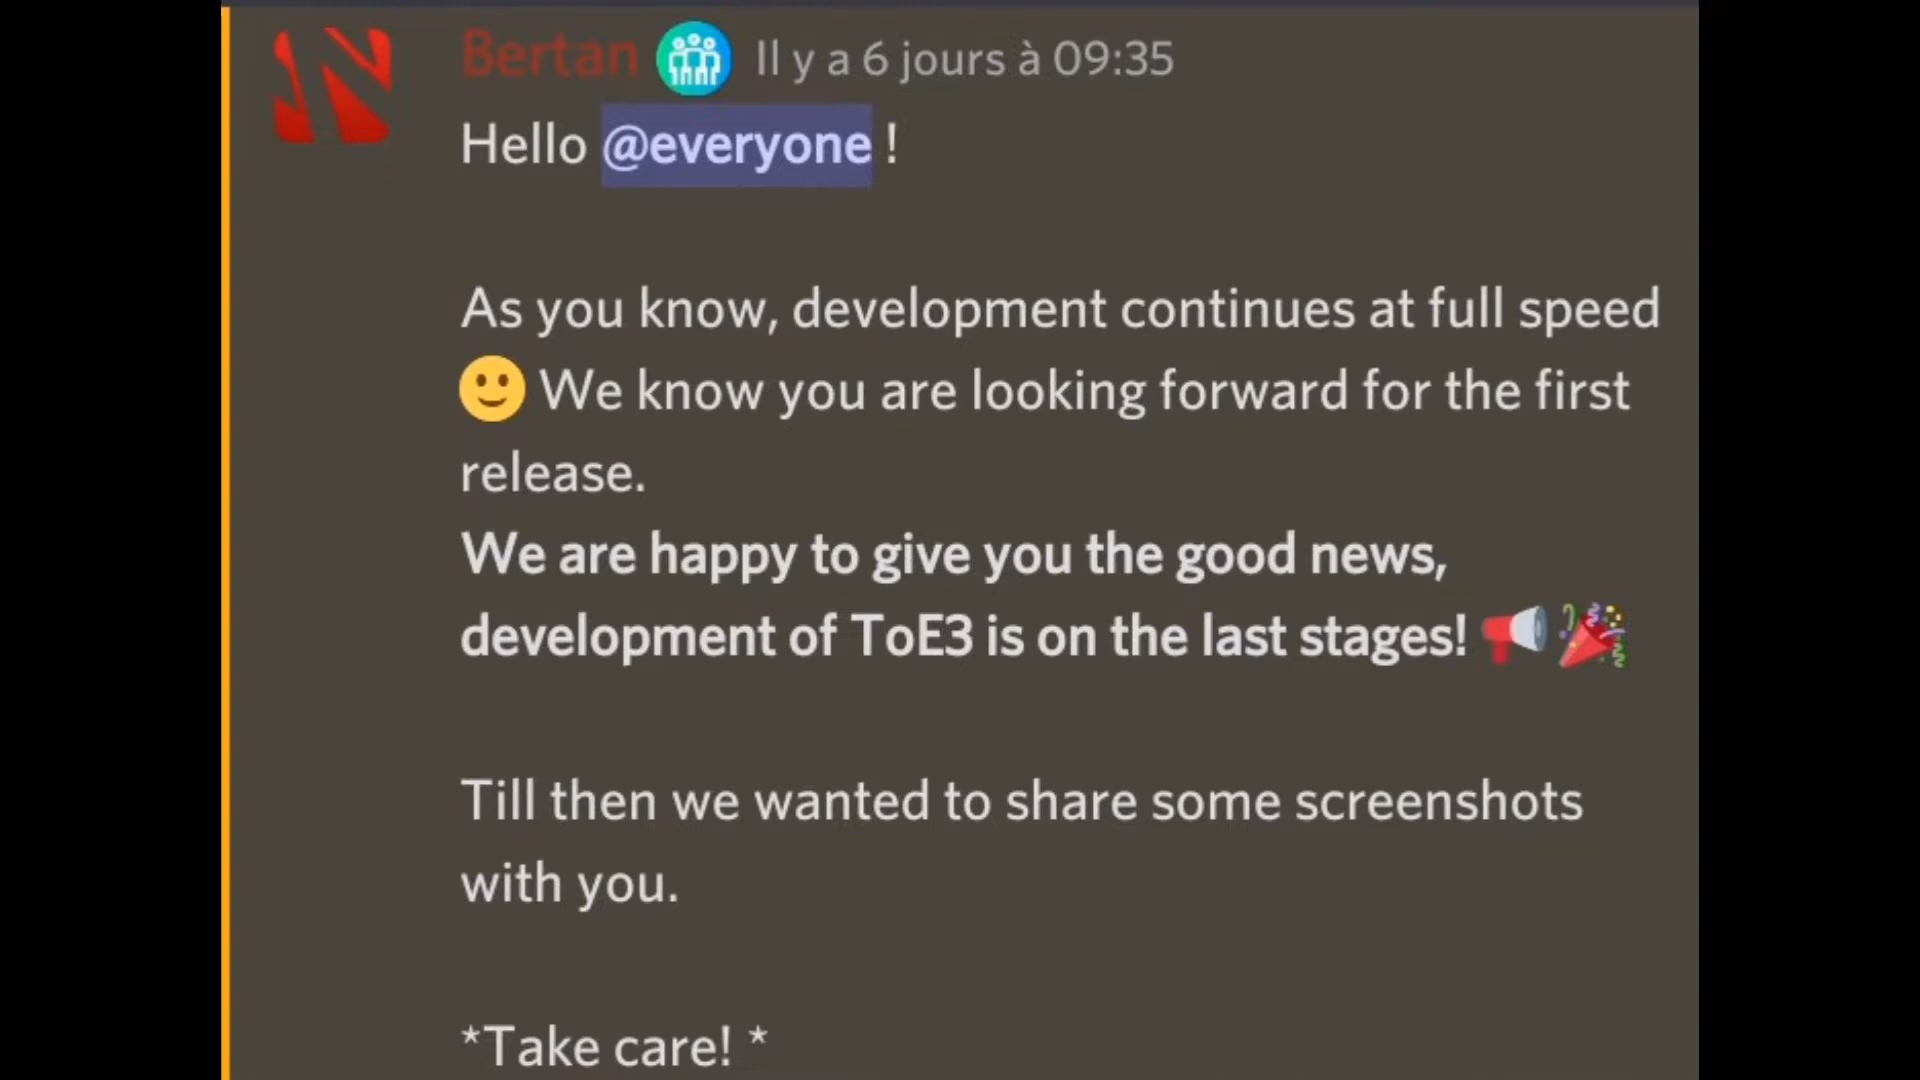 Bertan Il y a 6 jours à 09:35
Hello @everyone !
As you know, development continues at full speed
🙂 We know you are looking forward for the first
release.
We are happy to give you the good news,
development of ToE3 is on the last stages! 📢🎉
Till then we wanted to share some screenshots
with you.
*Take care! *